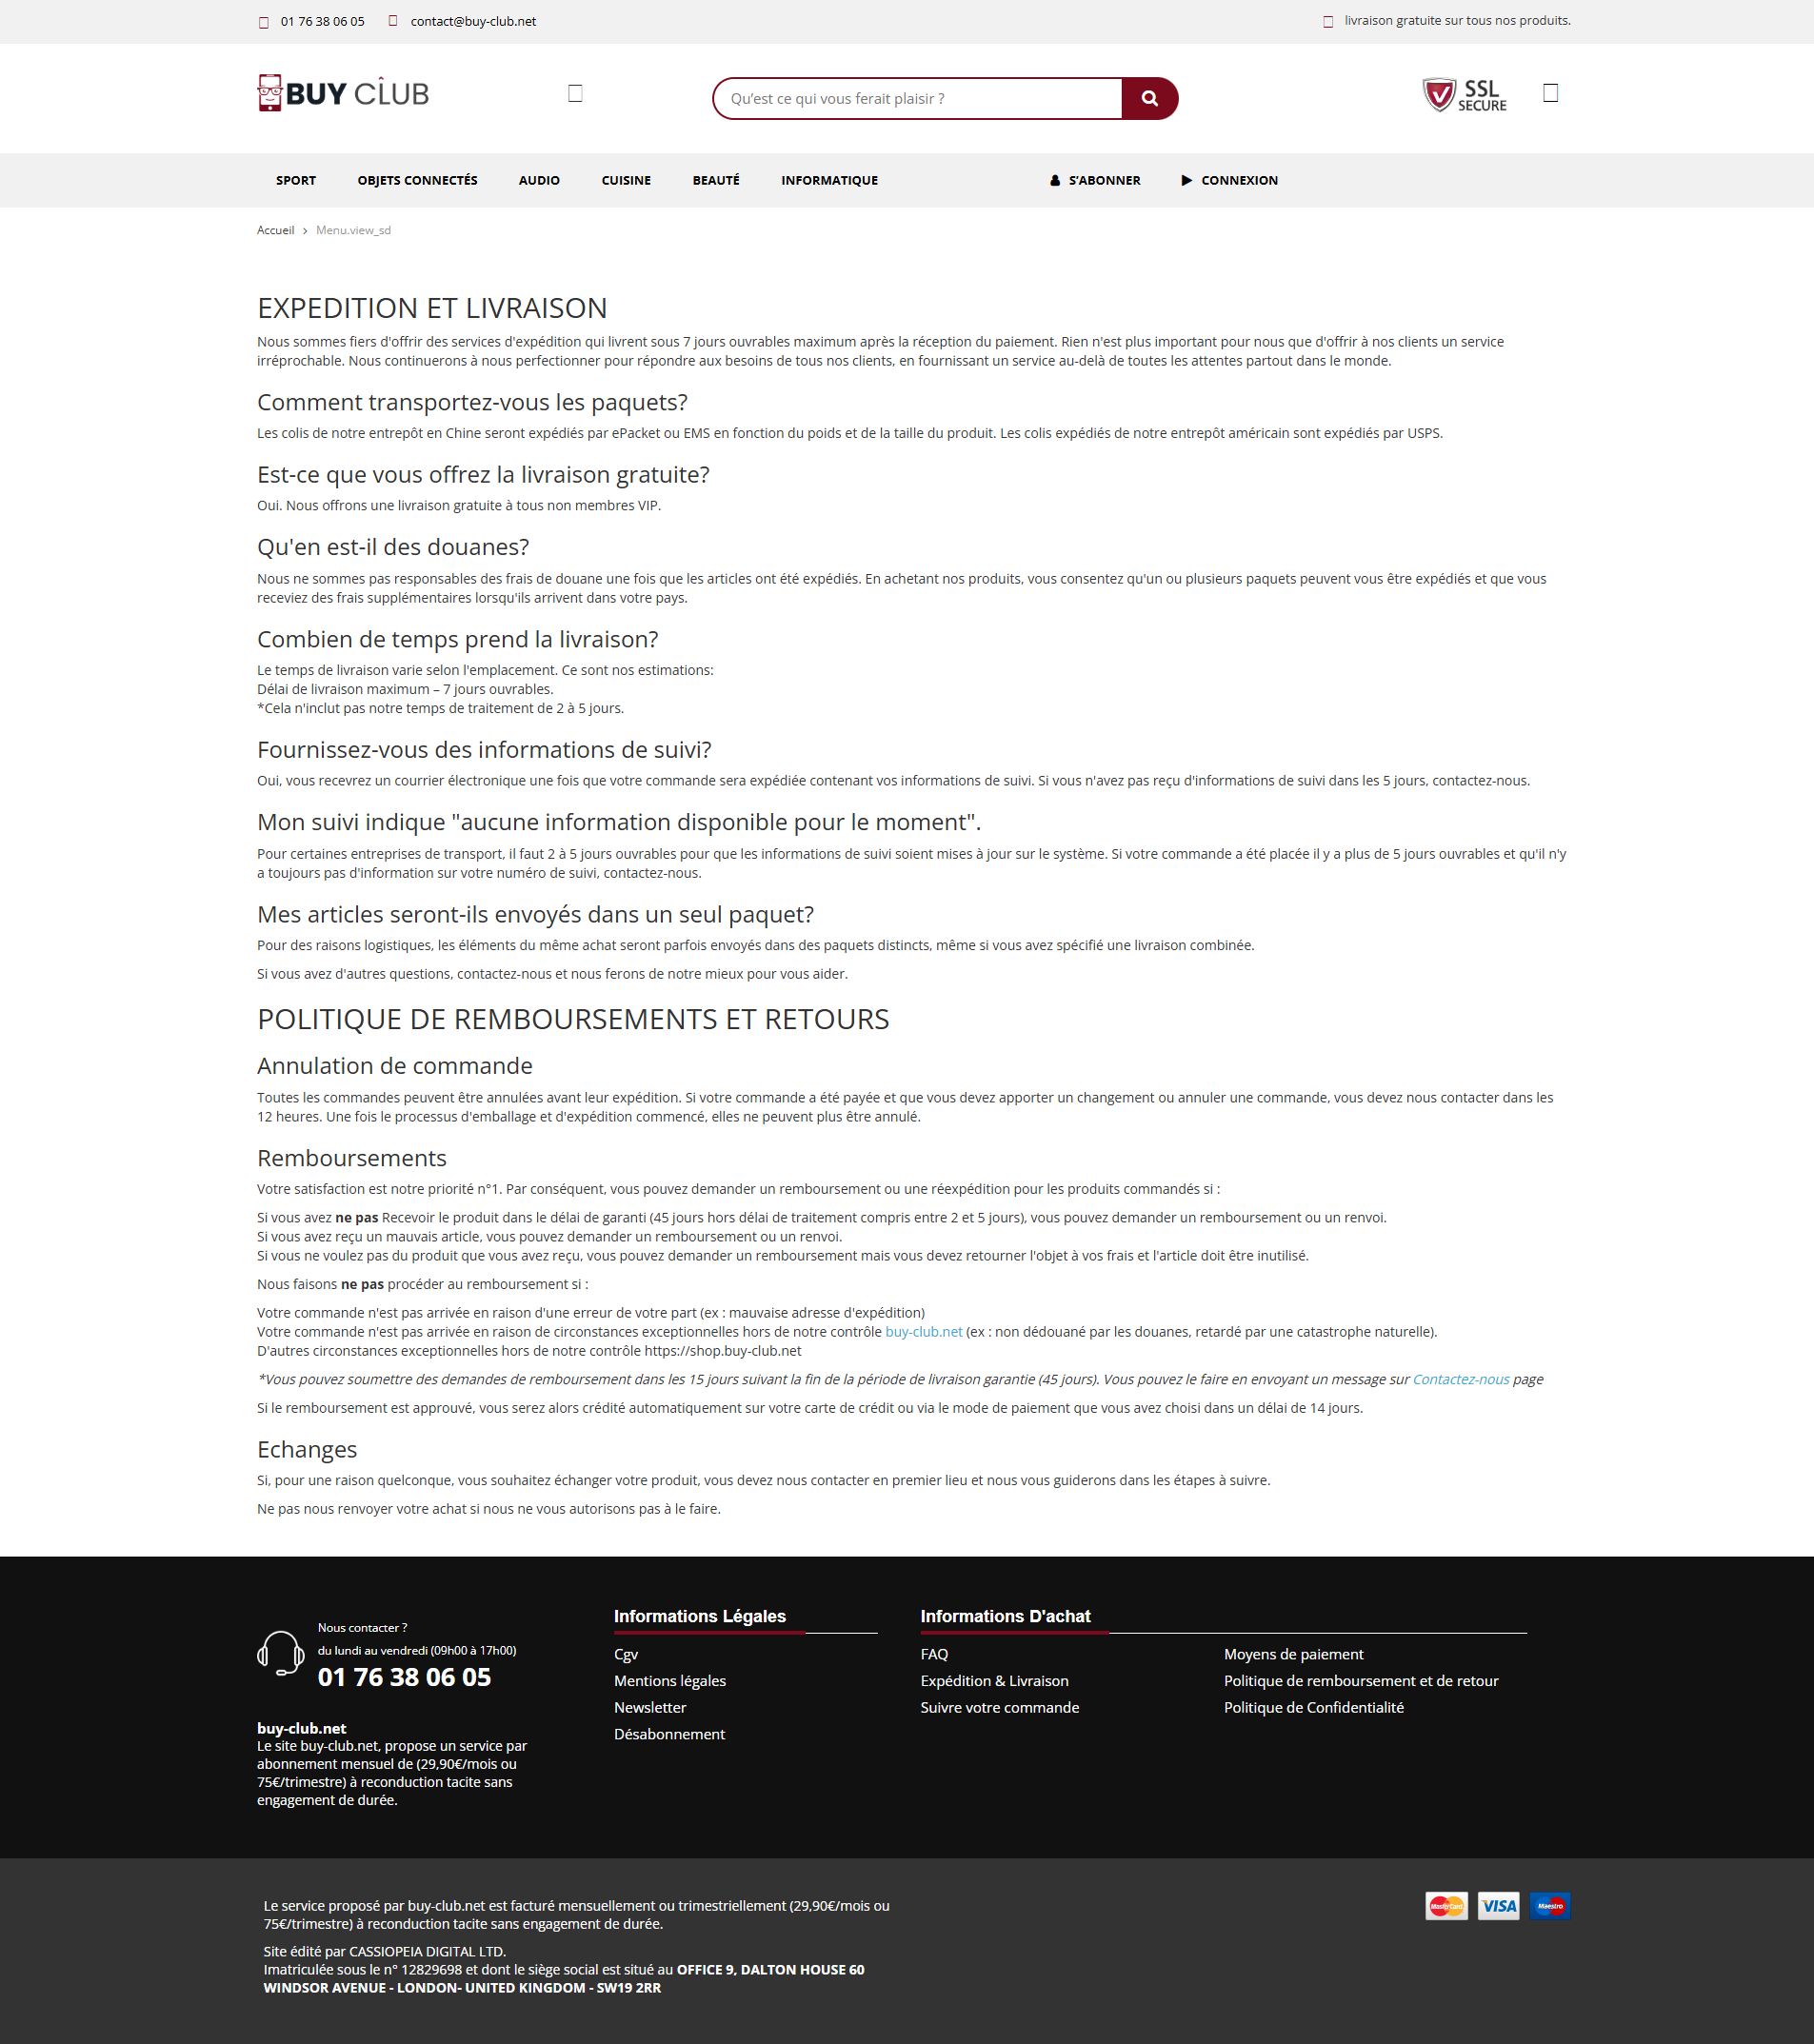 01 76 38 06 05 contact@buy-club.net livraison gratuite sur tous nos produits.
BUY CLUB Qu'est ce qui vous ferait plaisir ? SSL SECURE
SPORT OBJETS CONNECTÉS AUDIO CUISINE BEAUTÉ INFORMATIQUE S'ABONNER CONNEXION
Accueil > Menu.view_sd
EXPEDITION ET LIVRAISON
Nous sommes fiers d'offrir des services d'expédition qui livrent sous 7 jours ouvrables maximum après la réception du paiement. Rien n'est plus important pour nous que d'offrir à nos clients un service
irréprochable. Nous continuerons à nous perfectionner pour répondre aux besoins de tous nos clients, en fournissant un service au-delà de toutes les attentes partout dans le monde.
Comment transportez-vous les paquets?
Les colis de notre entrepôt en Chine seront expédiés par ePacket ou EMS en fonction du poids et de la taille du produit. Les colis expédiés de notre entrepôt américain sont expédiés par USPS.
Est-ce que vous offrez la livraison gratuite?
Oui. Nous offrons une livraison gratuite à tous non membres VIP.
Qu'en est-il des douanes?
Nous ne sommes pas responsables des frais de douane une fois que les articles ont été expédiés. En achetant nos produits, vous consentez qu'un ou plusieurs paquets peuvent vous être expédiés et que vous
receviez des frais supplémentaires lorsqu'ils arrivent dans votre pays.
Combien de temps prend la livraison?
Le temps de livraison varie selon l'emplacement. Ce sont nos estimations:
Délai de livraison maximum – 7 jours ouvrables.
*Cela n'inclut pas notre temps de traitement de 2 à 5 jours.
Fournissez-vous des informations de suivi?
Oui, vous recevrez un courrier électronique une fois que votre commande sera expédiée contenant vos informations de suivi. Si vous n'avez pas reçu d'informations de suivi dans les 5 jours, contactez-nous.
Mon suivi indique "aucune information disponible pour le moment".
Pour certaines entreprises de transport, il faut 2 à 5 jours ouvrables pour que les informations de suivi soient mises à jour sur le système. Si votre commande a été placée il y a plus de 5 jours ouvrables et qu'il n'y
a toujours pas d'information sur votre numéro de suivi, contactez-nous.
Mes articles seront-ils envoyés dans un seul paquet?
Pour des raisons logistiques, les éléments du même achat seront parfois envoyés dans des paquets distincts, même si vous avez spécifié une livraison combinée.
Si vous avez d'autres questions, contactez-nous et nous ferons de notre mieux pour vous aider.
POLITIQUE DE REMBOURSEMENTS ET RETOURS
Annulation de commande
Toutes les commandes peuvent être annulées avant leur expédition. Si votre commande a été payée et que vous devez apporter un changement ou annuler une commande, vous devez nous contacter dans les
12 heures. Une fois le processus d'emballage et d'expédition commencé, elles ne peuvent plus être annulé.
Remboursements
Votre satisfaction est notre priorité n°1. Par conséquent, vous pouvez demander un remboursement ou une réexpédition pour les produits commandés si :
Si vous avez ne pas Recevoir le produit dans le délai de garanti (45 jours hors délai de traitement compris entre 2 et 5 jours), vous pouvez demander un remboursement ou un renvoi.
Si vous avez reçu un mauvais article, vous pouvez demander un remboursement ou un renvoi.
Si vous ne voulez pas du produit que vous avez reçu, vous pouvez demander un remboursement mais vous devez retourner l'objet à vos frais et l'article doit être inutilisé.
Nous faisons ne pas procéder au remboursement si :
Votre commande n'est pas arrivée en raison d'une erreur de votre part (ex : mauvaise adresse d'expédition)
Votre commande n'est pas arrivée en raison de circonstances exceptionnelles hors de notre contrôle buy-club.net (ex : non dédouané par les douanes, retardé par une catastrophe naturelle).
D'autres circonstances exceptionnelles hors de notre contrôle https://shop.buy-club.net
*Vous pouvez soumettre des demandes de remboursement dans les 15 jours suivant la fin de la période de livraison garantie (45 jours). Vous pouvez le faire en envoyant un message sur Contactez-nous page
Si le remboursement est approuvé, vous serez alors crédité automatiquement sur votre carte de crédit ou via le mode de paiement que vous avez choisi dans un délai de 14 jours.
Echanges
Si, pour une raison quelconque, vous souhaitez échanger votre produit, vous devez nous contacter en premier lieu et nous vous guiderons dans les étapes à suivre.
Ne pas nous renvoyer votre achat si nous ne vous autorisons pas à le faire.
Nous contacter ?
du lundi au vendredi (09h00 à 17h00)
01 76 38 06 05
buy-club.net
Le site buy-club.net, propose un service par
abonnement mensuel de (29,90€/mois ou
75€/trimestre) à reconduction tacite sans
engagement de durée.
Informations Légales
Cgv
Mentions légales
Newsletter
Désabonnement
Informations D'achat
FAQ
Expédition & Livraison
Suivre votre commande
Moyens de paiement
Politique de remboursement et de retour
Politique de Confidentialité
Le service proposé par buy-club.net est facturé mensuellement ou trimestriellement (29,90€/mois ou
75€/trimestre) à reconduction tacite sans engagement de durée.
Site édité par CASSIOPEIA DIGITAL LTD.
Imatriculée sous le n° 12829698 et dont le siège social est situé au OFFICE 9, DALTON HOUSE 60
WINDSOR AVENUE - LONDON- UNITED KINGDOM - SW19 2RR
MasterCard VISA Maestro